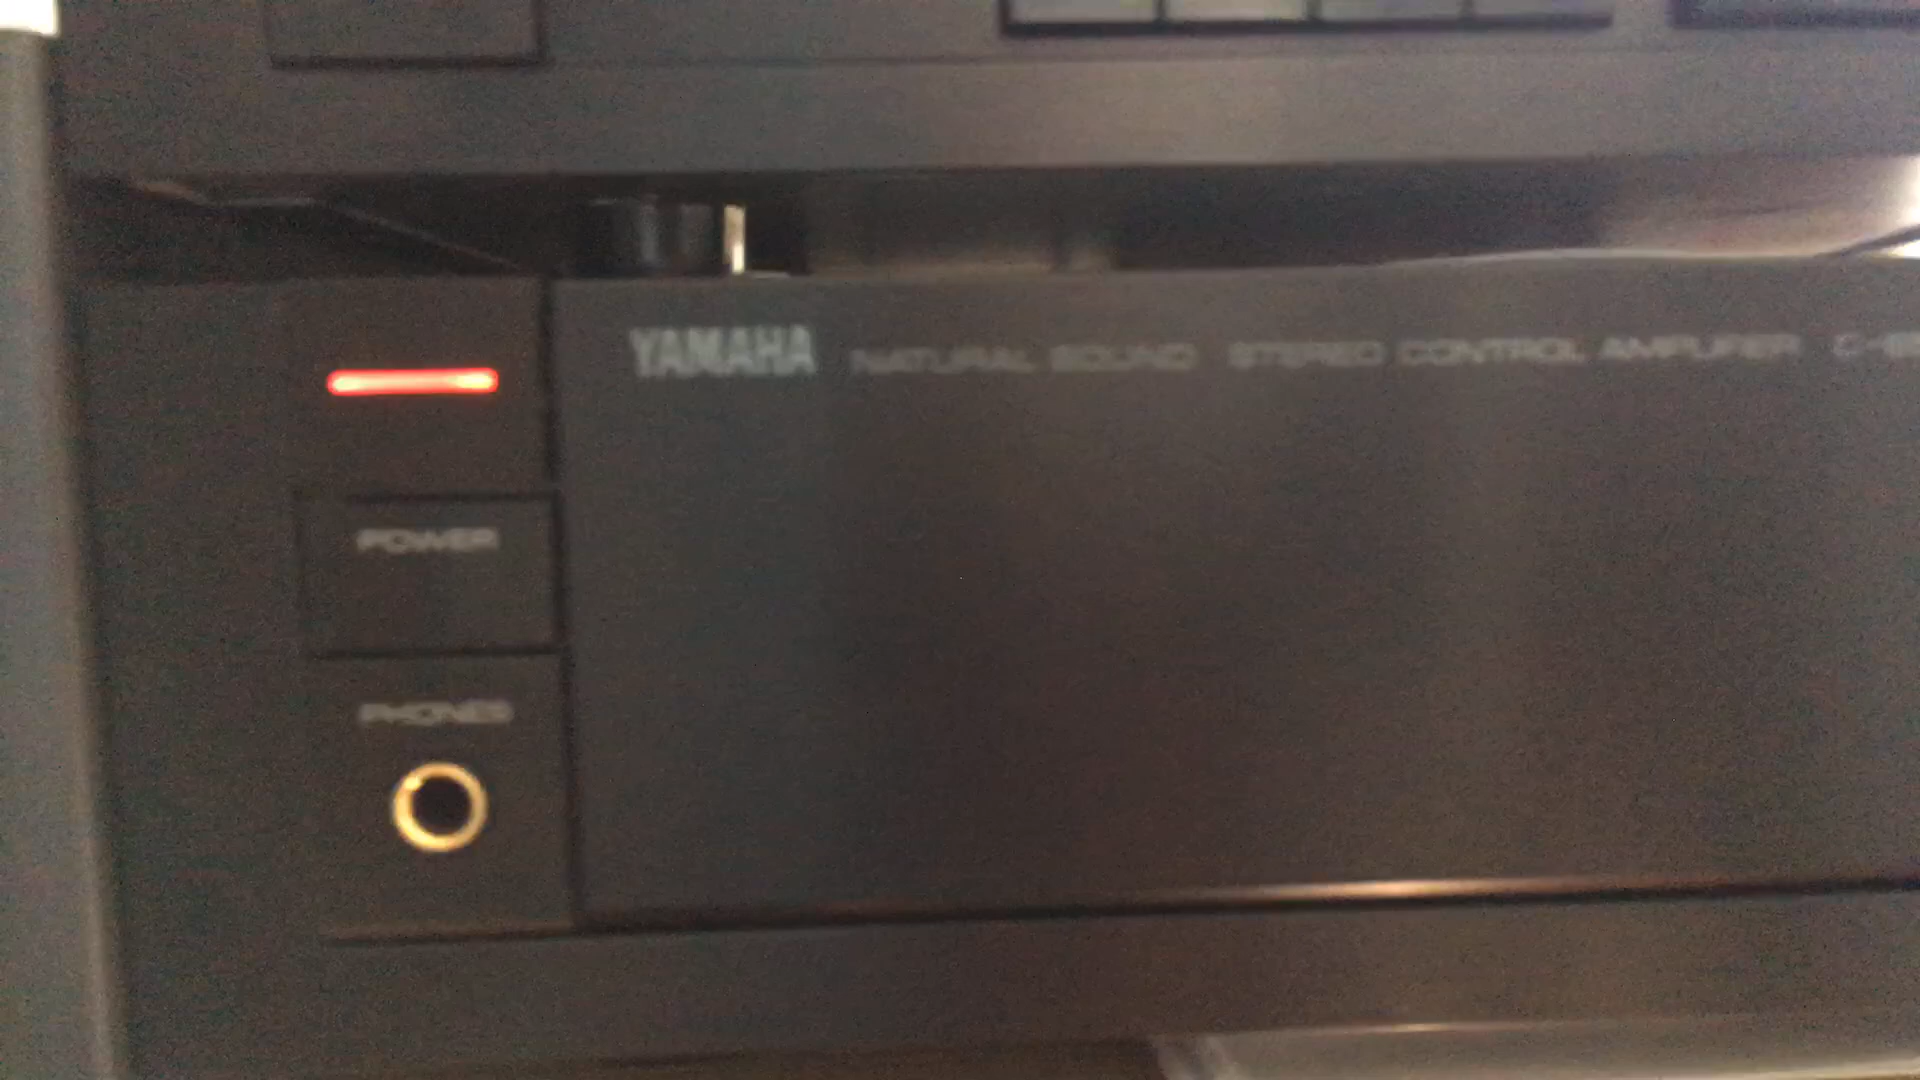 YAMAHA NATURAL SOUND STEREO CONTROL AMPLIFIER
POWER
PHONES